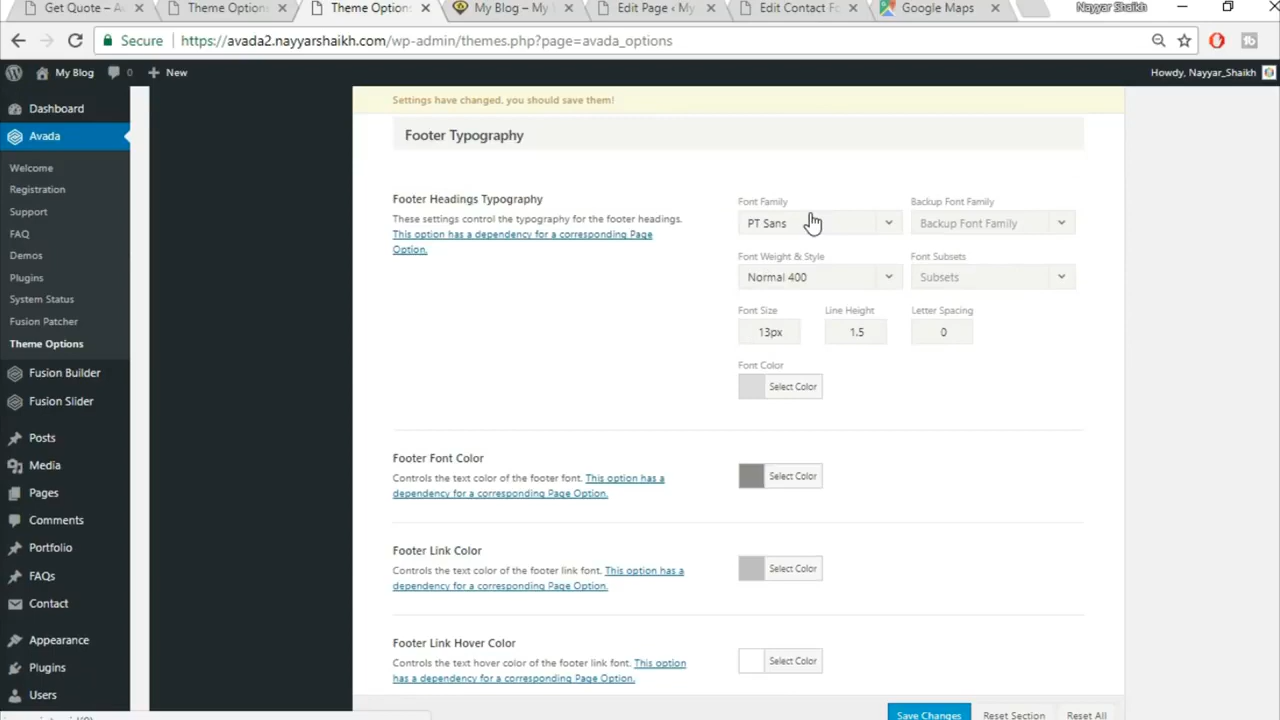 Get Quote – Av
Theme Options
Theme Options
My Blog – My
Edit Page ‹ My
Edit Contact Fo
Google Maps
Nayyar Shaikh
Secure
https://avada2.nayyarshaikh.com/wp-admin/themes.php?page=avada_options
My Blog
0
New
Howdy, Nayyar_Shaikh
Dashboard
Avada
Welcome
Registration
Support
FAQ
Demos
Plugins
System Status
Fusion Patcher
Theme Options
Fusion Builder
Fusion Slider
Posts
Media
Pages
Comments
Portfolio
FAQs
Contact
Appearance
Plugins
Users
Settings have changed, you should save them!
Footer Typography
Footer Headings Typography
These settings control the typography for the footer headings.
This option has a dependency for a corresponding Page
Option.
Font Family
Backup Font Family
PT Sans
Backup Font Family
Font Weight & Style
Font Subsets
Normal 400
Subsets
Font Size
Line Height
Letter Spacing
13px
1.5
0
Font Color
Select Color
Footer Font Color
Controls the text color of the footer font. This option has a
dependency for a corresponding Page Option.
Select Color
Footer Link Color
Controls the text color of the footer link font. This option has a
dependency for a corresponding Page Option.
Select Color
Footer Link Hover Color
Controls the text hover color of the footer link font. This option
has a dependency for a corresponding Page Option.
Select Color
Save Changes
Reset Section
Reset All